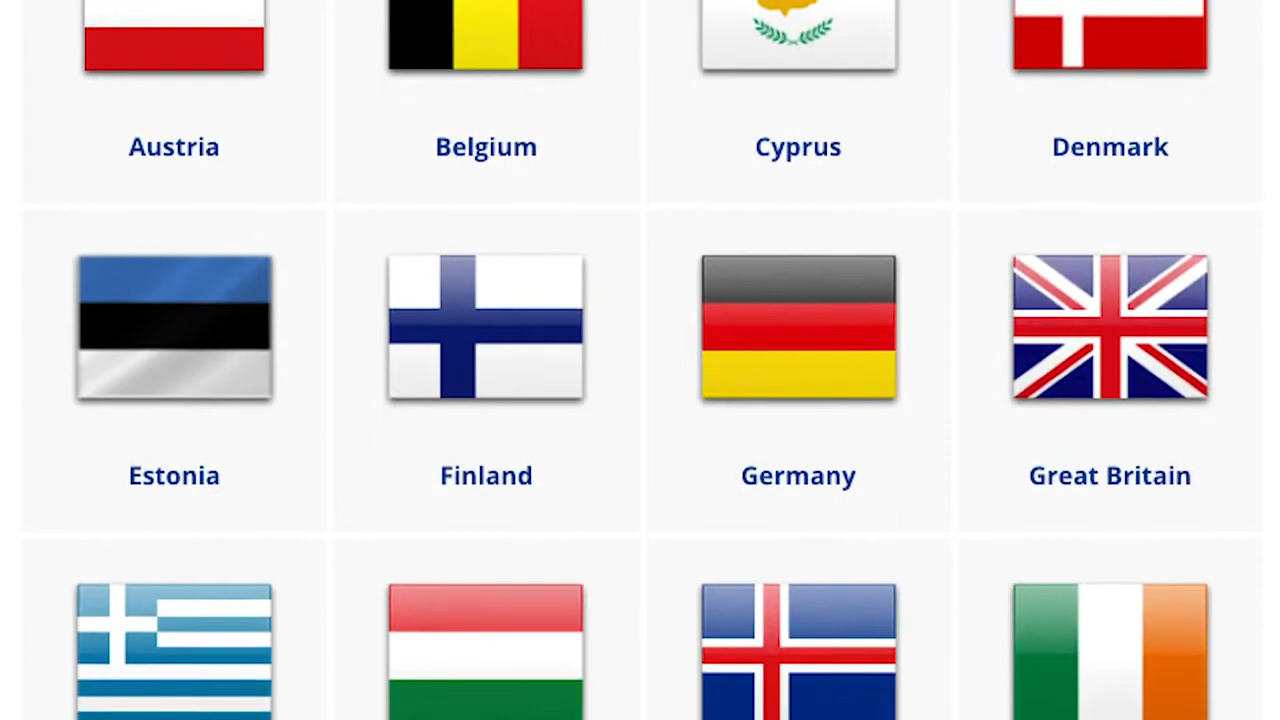 Austria
Belgium
Cyprus
Denmark
Estonia
Finland
Germany
Great Britain